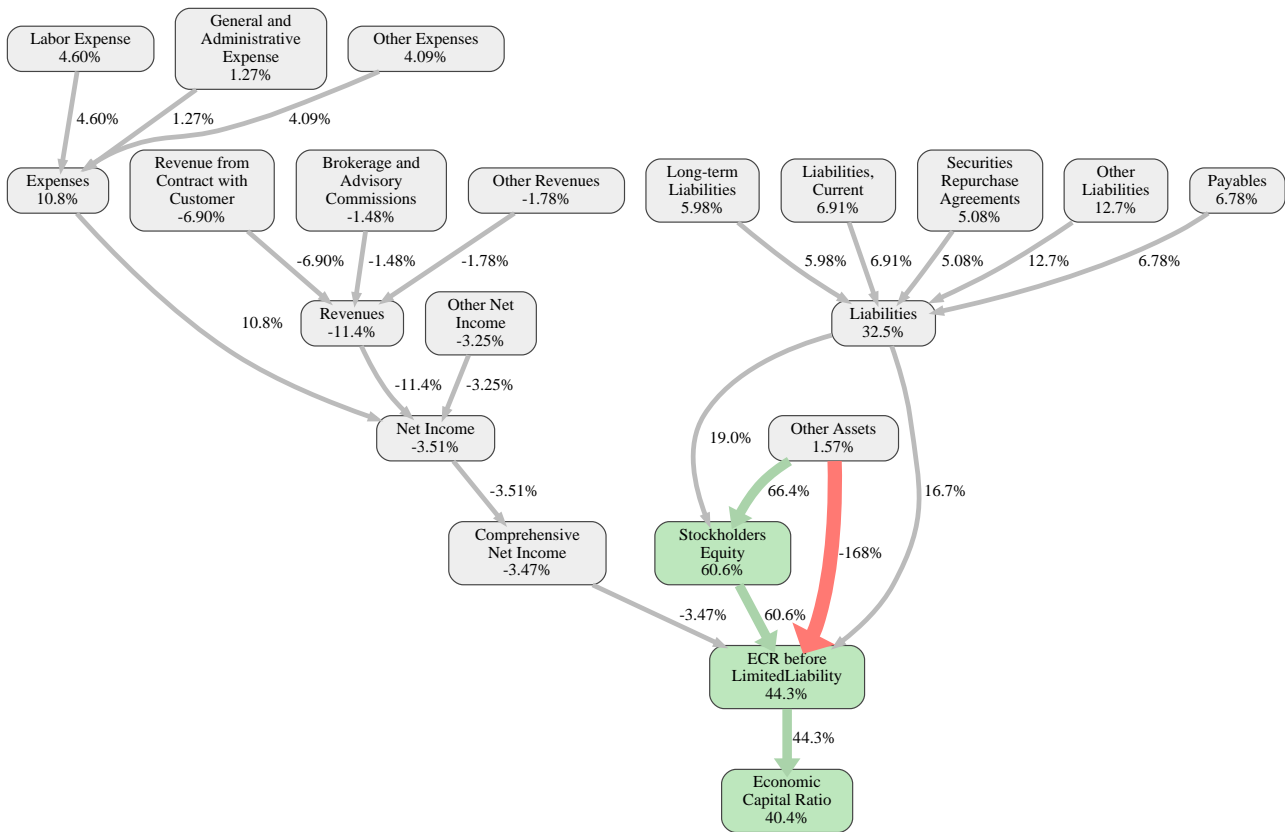 Labor Expense
4.60%
General and
Administrative
Expense
1.27%
Other Expenses
4.09%
4.60%
1.27%
4.09%
Expenses
10.8%
Revenue from
Contract with
Customer
-6.90%
Brokerage and
Advisory
Commissions
-1.48%
Other Revenues
-1.78%
Long-term
Liabilities
5.98%
Liabilities,
Current
6.91%
Securities
Repurchase
Agreements
5.08%
Other
Liabilities
12.7%
Payables
6.78%
-6.90%
-1.48%
-1.78%
5.98%
6.91%
5.08%
12.7%
6.78%
10.8%
Revenues
-11.4%
Other Net
Income
-3.25%
Liabilities
32.5%
-11.4%
-3.25%
Net Income
-3.51%
19.0%
Other Assets
1.57%
-3.51%
66.4%
16.7%
Comprehensive
Net Income
-3.47%
Stockholders
Equity
60.6%
-168%
-3.47%
60.6%
ECR before
LimitedLiability
44.3%
44.3%
Economic
Capital Ratio
40.4%